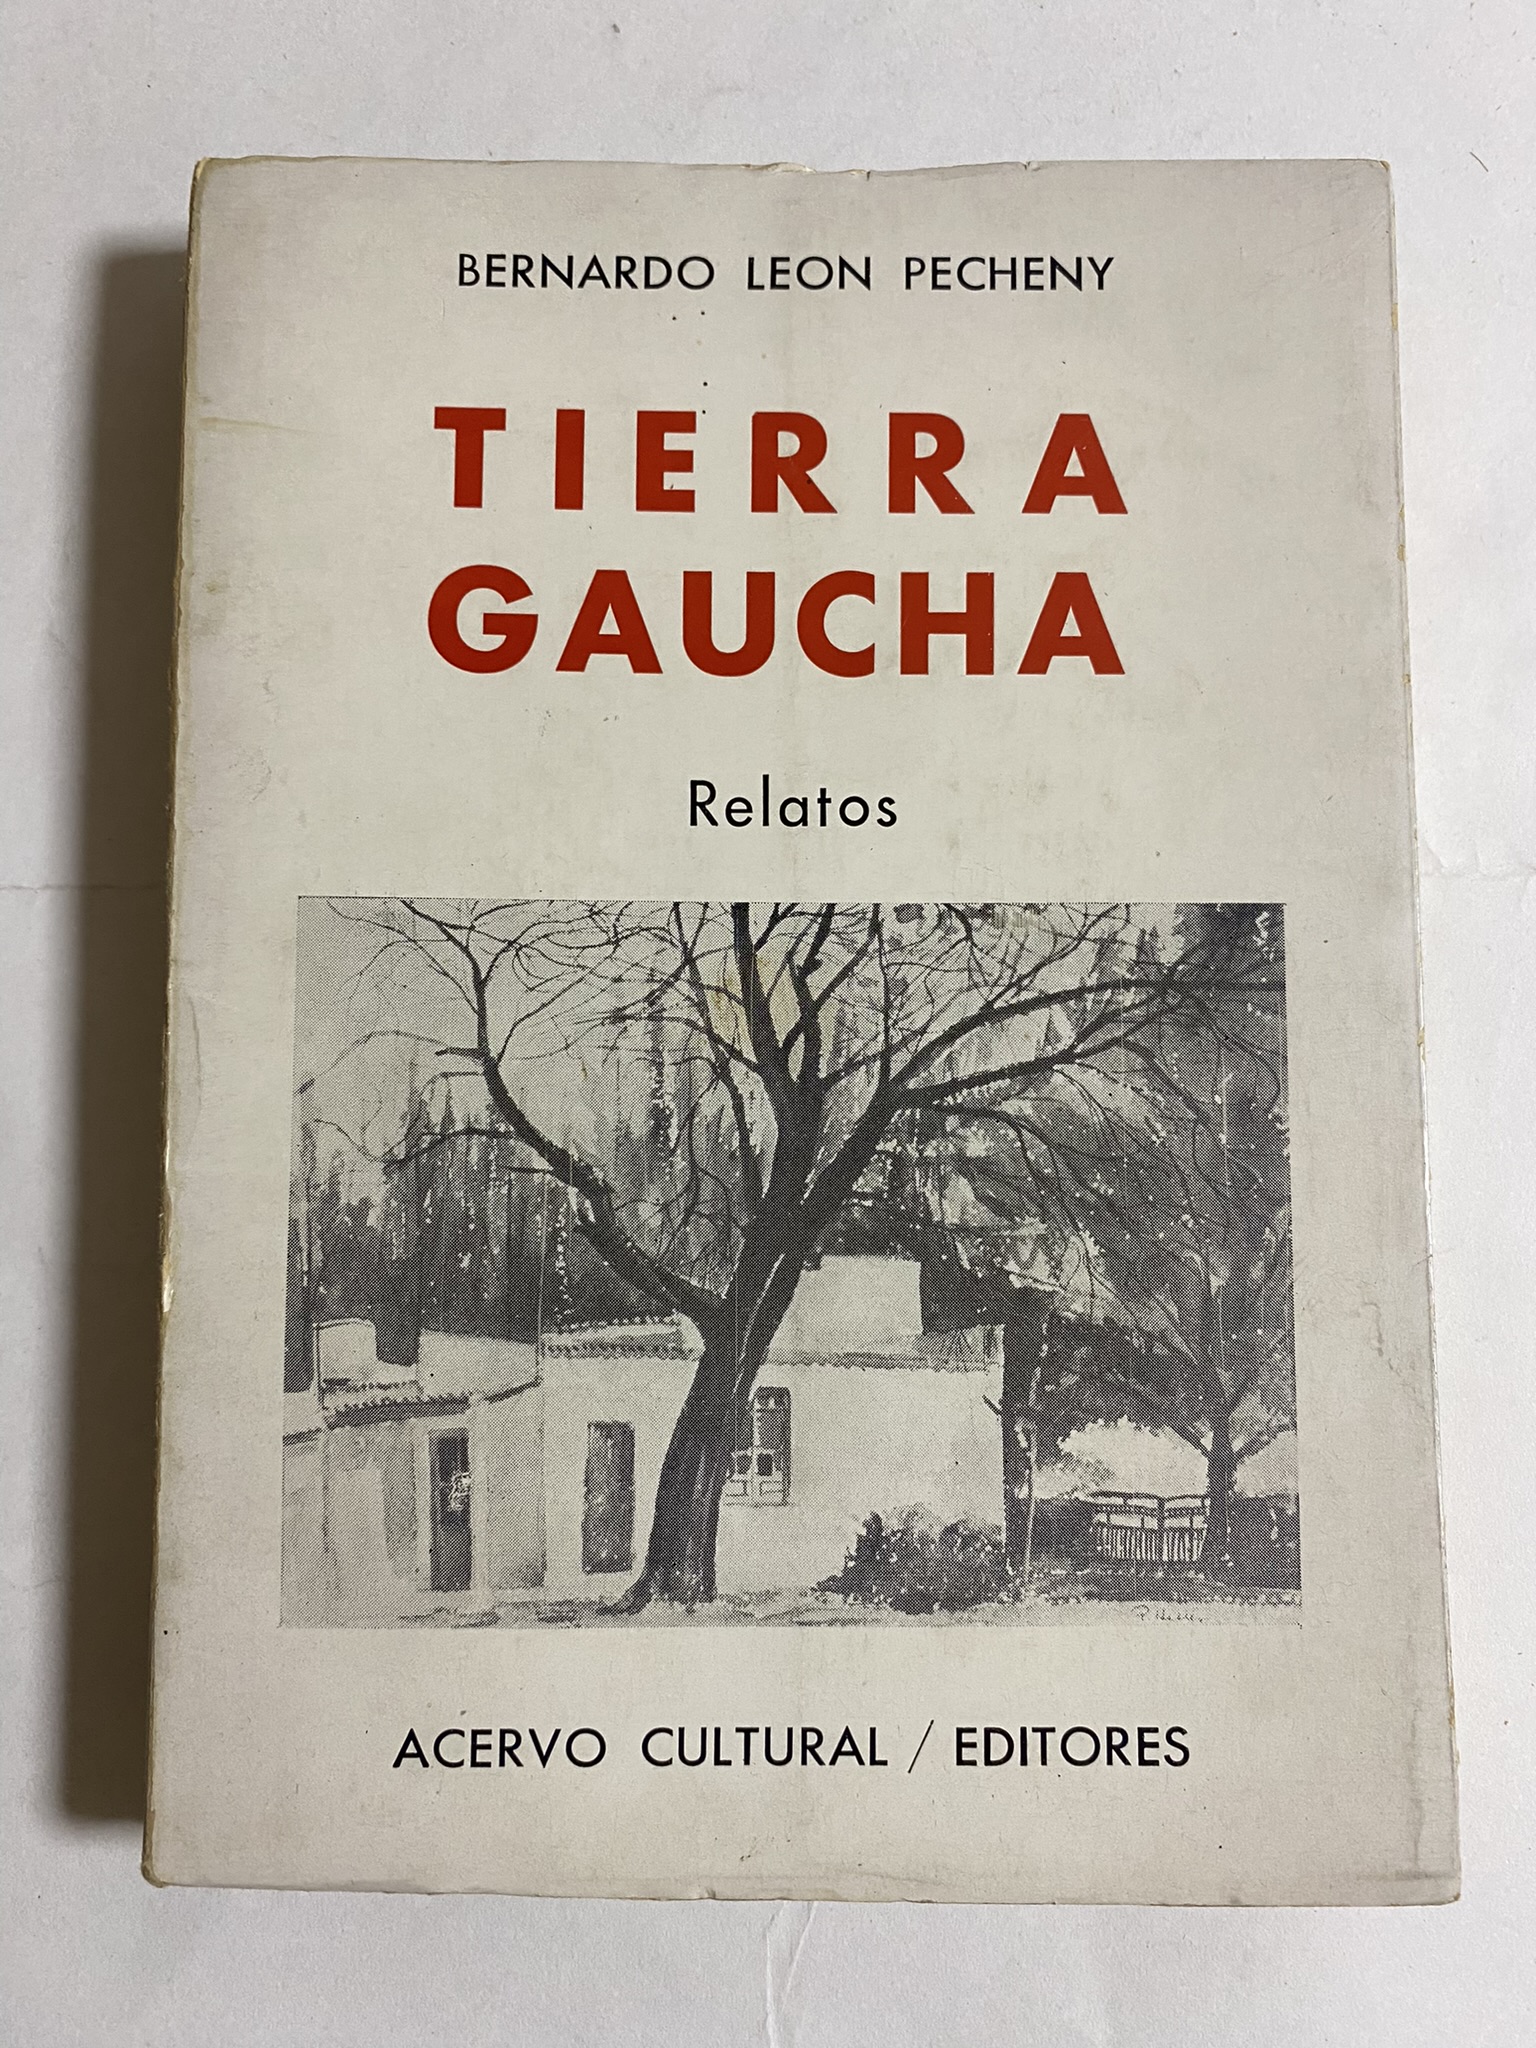 BERNARDO LEON PECHENY
TIERRA
GAUCHA
Relatos
ACERVO CULTURAL / EDITORES